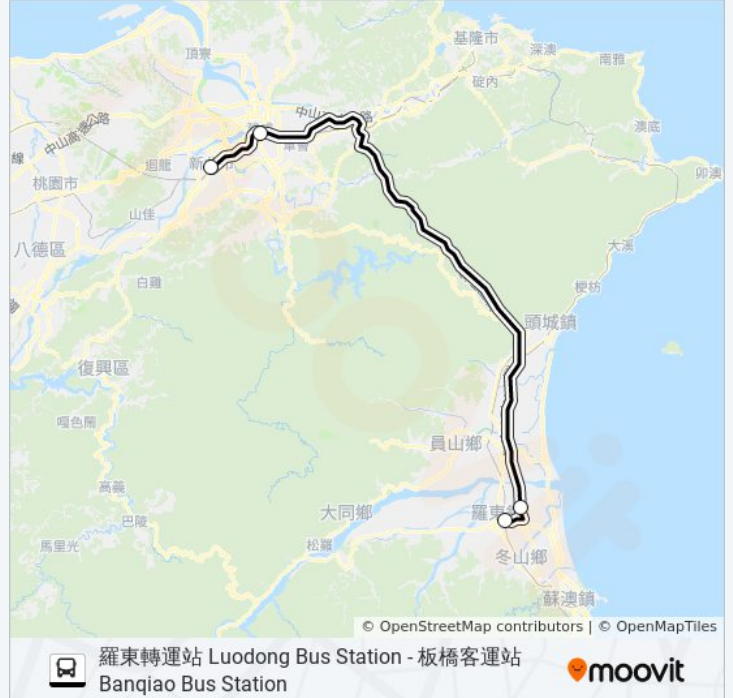 基隆市
頂寮
深澳
南雅
碇內
中山高速公路
中山
路
澳底
線
迴龍
新
桃園市
卯澳
山佳
八德區
大溪
白雞
梗枋
頭城鎮
復興區
嘎色鬧
員山鄉
高義
大同鄉
羅東
巴陵
馬里光
松羅
冬山鄉
蘇澳鎮
© OpenStreetMap contributors | © OpenMapTiles
羅東轉運站 Luodong Bus Station - 板橋客運站
Banqiao Bus Station
moovit